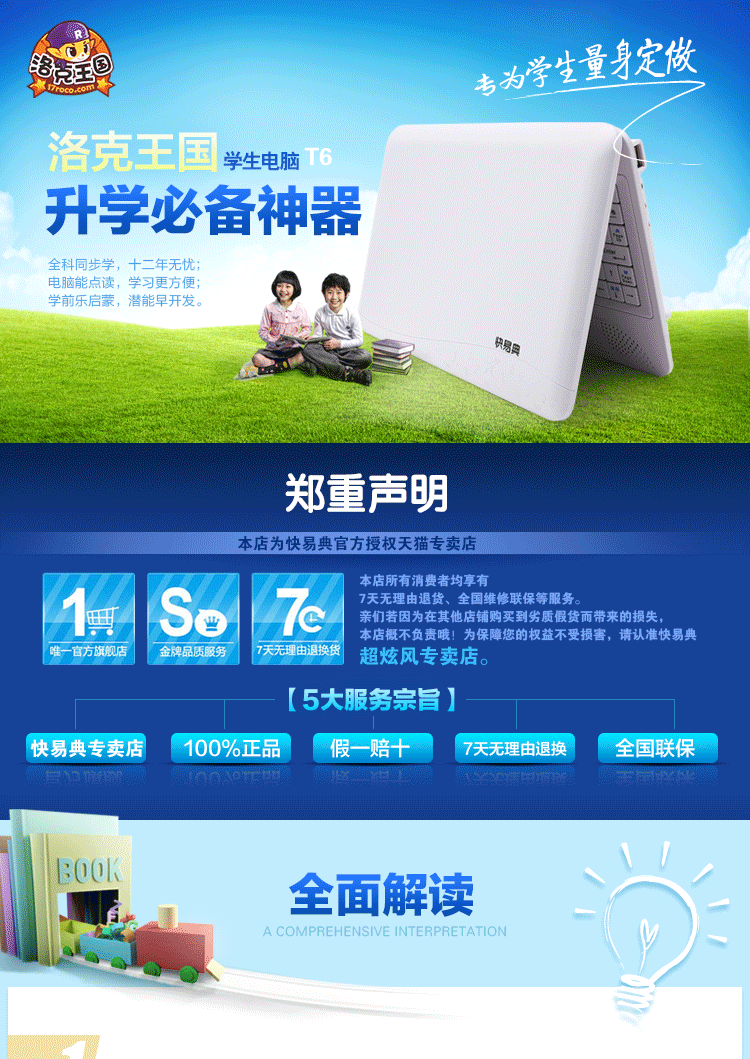 R
洛克王国
17roco.com
专为学生量身定做
洛克王国 学生电脑 T6
升学必备神器
全科同步学，十二年无忧；
电脑能点读，学习更方便；
学前乐启蒙，潜能早开发。
快易典
郑重声明
本店为快易典官方授权天猫专卖店
1
唯一官方旗舰店
S
金牌品质服务
7
7天无理由退换货
本店所有消费者均享有
7天无理由退货、全国维修联保等服务。
亲们若因为在其他店铺购买到劣质假货而带来的损失，
本店概不负责哦！为保障您的权益不受损害，请认准快易典
超炫风专卖店。
【5大服务宗旨】
快易典专卖店
100%正品
假一赔十
7天无理由退换
全国联保
BOOK
全面解读
A COMPREHENSIVE INTERPRETATION
1